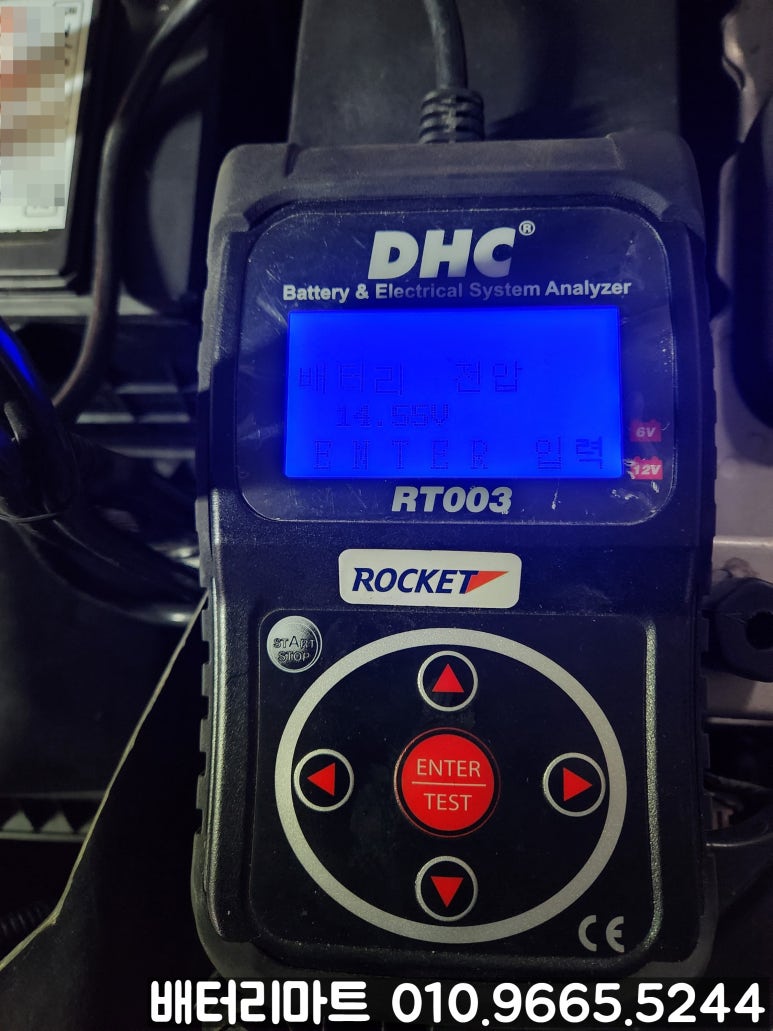 DHC®
Battery & Electrical System Analyzer
배터리 전압
14.55V
ENTER 입력
6V
12V
RT003
ROCKET
START
STOP
ENTER
TEST
CE
배터리마트 010.9665.5244